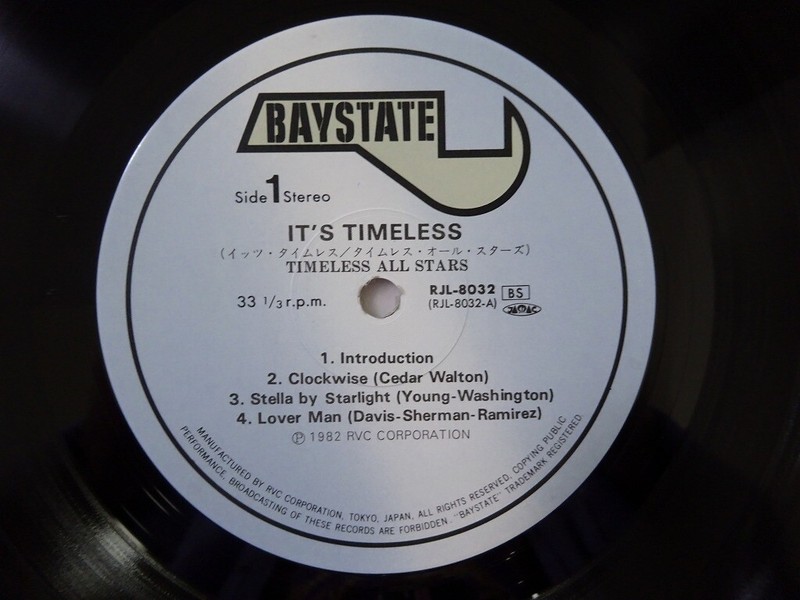 BAYSTATE
Side 1 Stereo
IT'S TIMELESS
(イッツ・タイムレス/タイムレス・オール・スターズ)
TIMELESS ALL STARS
33 1/3 r.p.m.
RJL-8032 BS
(RJL-8032-A) JASRAC
1. Introduction
2. Clockwise (Cedar Walton)
3. Stella by Starlight (Young-Washington)
4. Lover Man (Davis-Sherman-Ramirez)
Ⓟ 1982 RVC CORPORATION
MANUFACTURED BY RVC CORPORATION, TOKYO, JAPAN, ALL RIGHTS RESERVED, COPYING PUBLIC
PERFORMANCE, BROADCASTING OF THESE RECORDS ARE FORBIDDEN. "BAYSTATE" TRADEMARK REGISTERED.